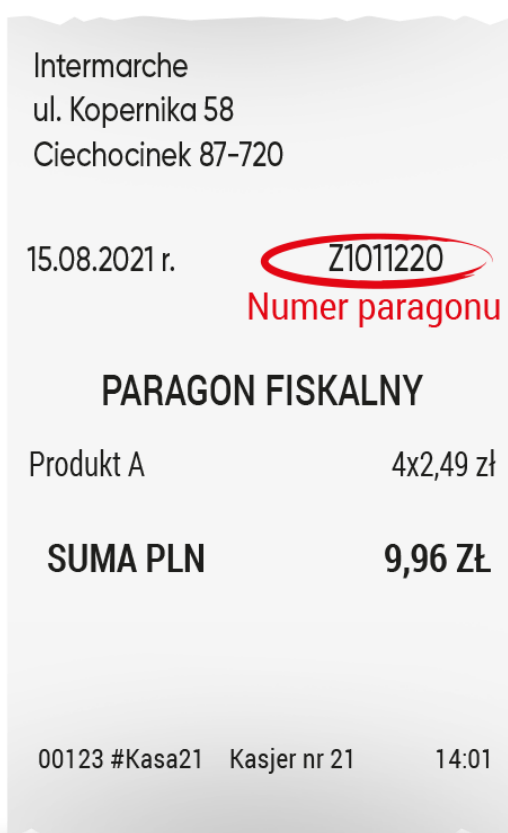 Intermarche
ul. Kopernika 58
Ciechocinek 87-720
15.08.2021 r. Z1011220
Numer paragonu
PARAGON FISKALNY
Produkt A 4x2,49 zł
SUMA PLN 9,96 ZŁ
00123 #Kasa21 Kasjer nr 21 14:01